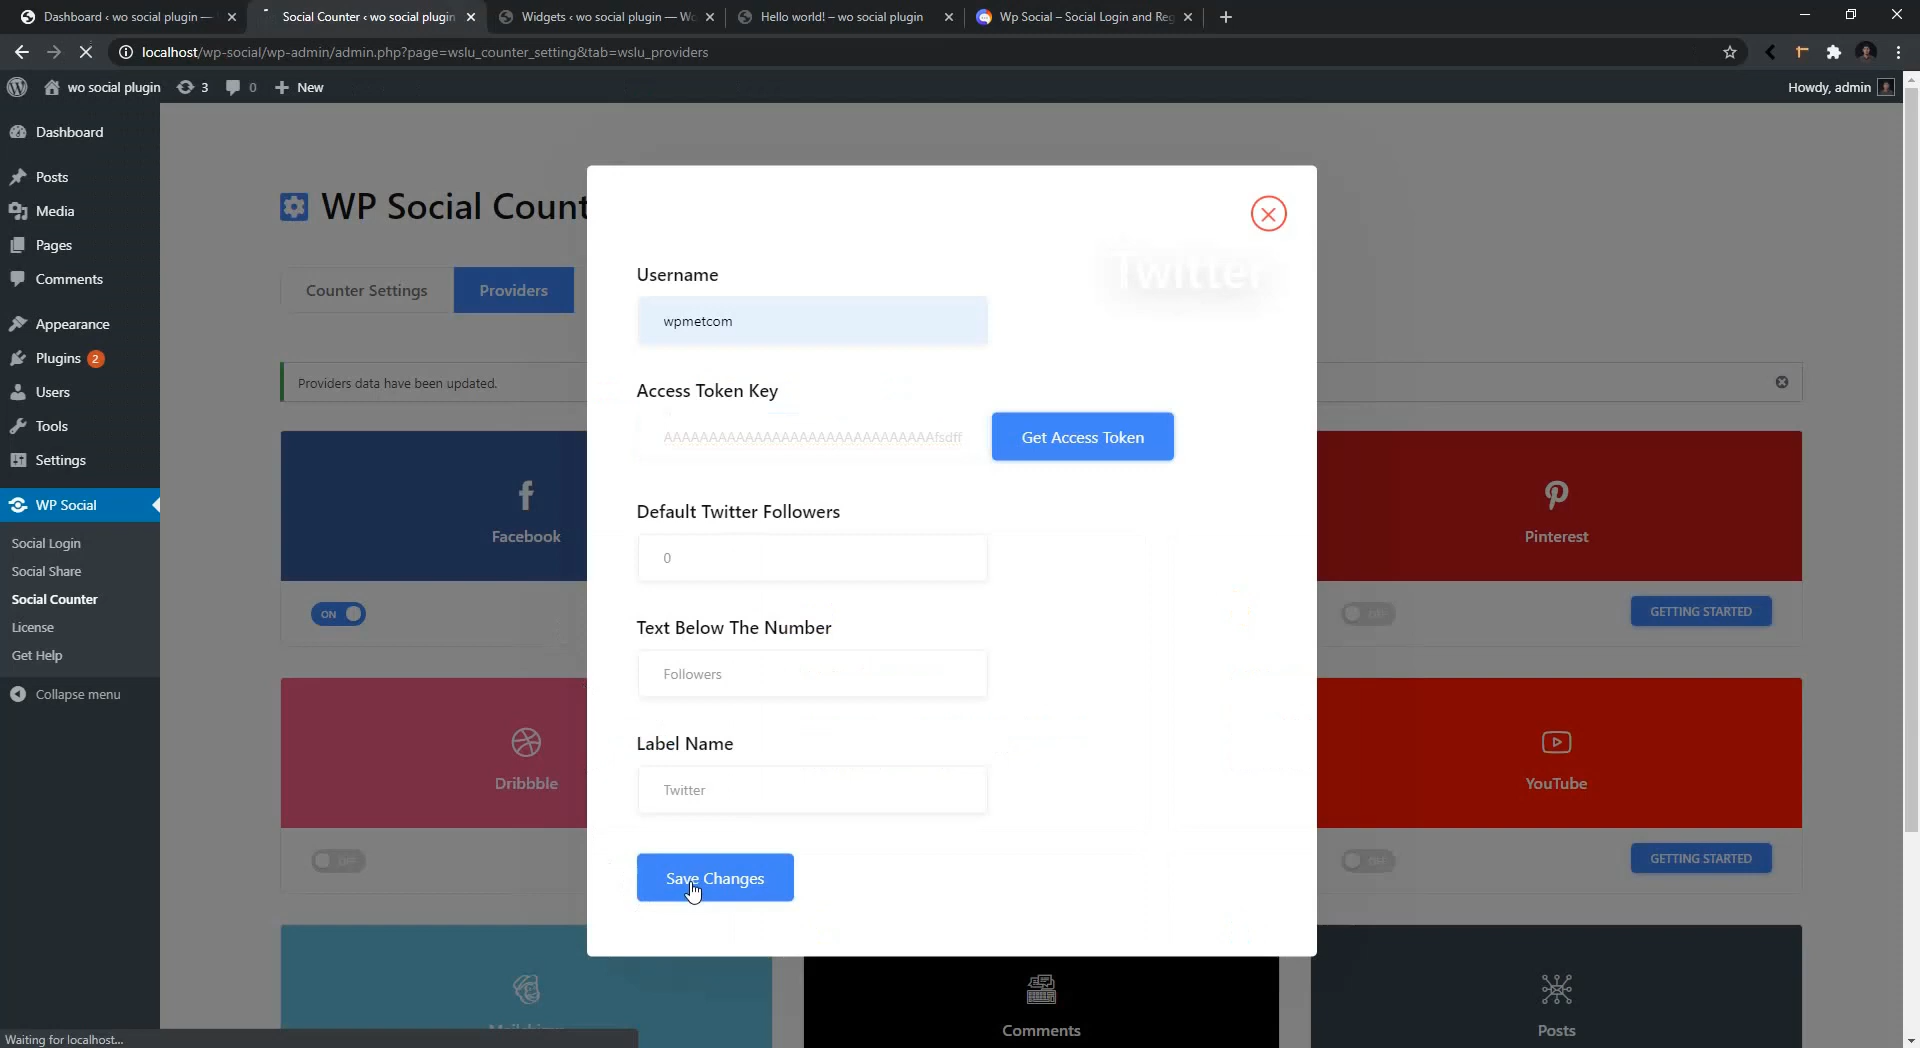 Dashboard ‹ wo social plugin —
Social Counter ‹ wo social plugin
Widgets ‹ wo social plugin — Wo
Hello world! – wo social plugin
Wp Social – Social Login and Reg
localhost/wp-social/wp-admin/admin.php?page=wslu_counter_setting&tab=wslu_providers
wo social plugin
3
0
New
Howdy, admin
Dashboard
Posts
Media
Pages
Comments
Appearance
Plugins 2
Users
Tools
Settings
WP Social
Social Login
Social Share
Social Counter
License
Get Help
Collapse menu
WP Social Count
Counter Settings
Providers
Providers data have been updated.
Facebook
ON
Pinterest
OFF
GETTING STARTED
Dribbble
OFF
YouTube
OFF
GETTING STARTED
Comments
Posts
Twitter
Username
wpmetcom
Access Token Key
AAAAAAAAAAAAAAAAAAAAAAAAAAAAAAfsdff
Get Access Token
Default Twitter Followers
0
Text Below The Number
Followers
Label Name
Twitter
Save Changes
Waiting for localhost...